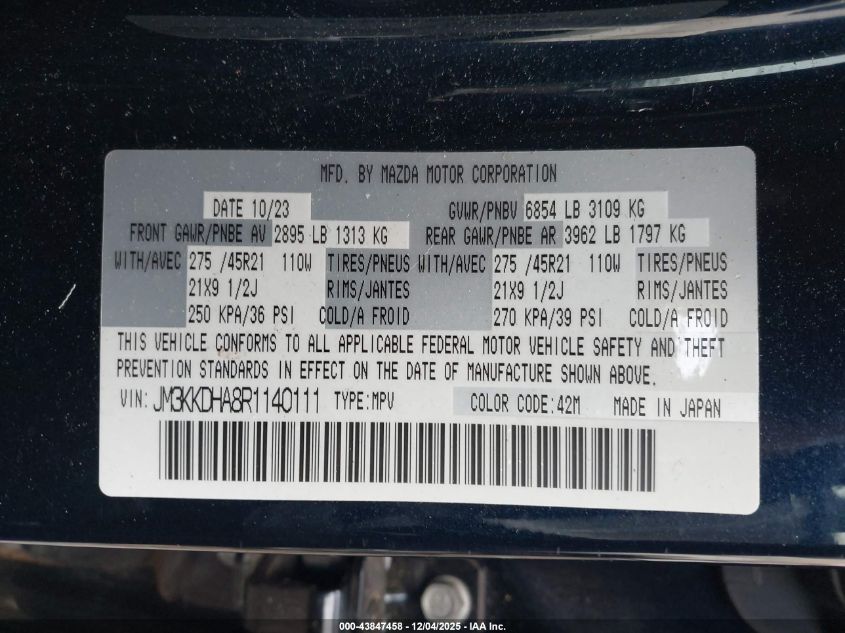 MFD. BY MAZDA MOTOR CORPORATION
DATE 10/23 GVWR/PNBV 6854 LB 3109 KG
FRONT GAWR/PNBE AV 2895 LB 1313 KG REAR GAWR/PNBE AR 3962 LB 1797 KG
WITH/AVEC 275 /45R21 110W TIRES/PNEUS WITH/AVEC 275 /45R21 110W TIRES/PNEUS
21X9 1/2J RIMS/JANTES 21X9 1/2J RIMS/JANTES
250 KPA/36 PSI COLD/A FROID 270 KPA/39 PSI COLD/A FROID
THIS VEHICLE CONFORMS TO ALL APPLICABLE FEDERAL MOTOR VEHICLE SAFETY AND THEFT
PREVENTION STANDARDS IN EFFECT ON THE DATE OF MANUFACTURE SHOWN ABOVE.
VIN: JM3KKDHA8R1140111 TYPE:MPV COLOR CODE:42M MADE IN JAPAN
000-43847458 - 12/04/2025 - IAA Inc.